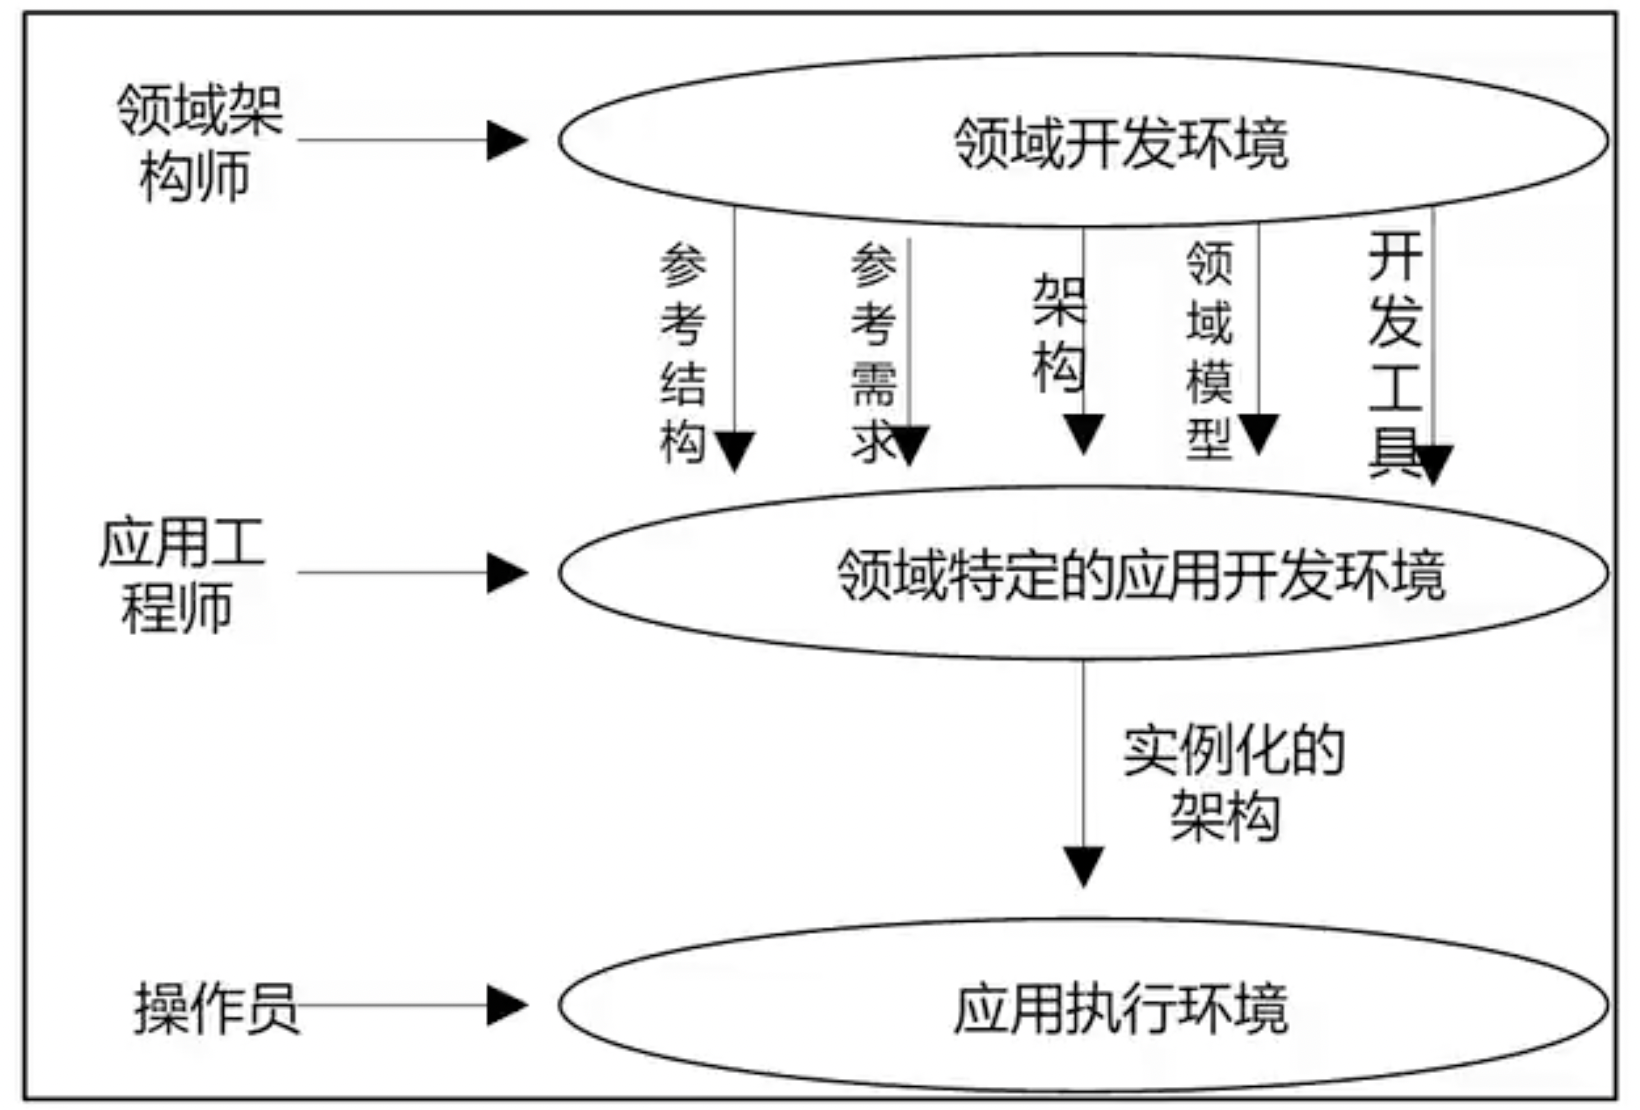 领域架
构师
领域开发环境
参考结构
参考需求
架构
领域模型
开发工具
应用工
程师
领域特定的应用开发环境
实例化的
架构
操作员
应用执行环境